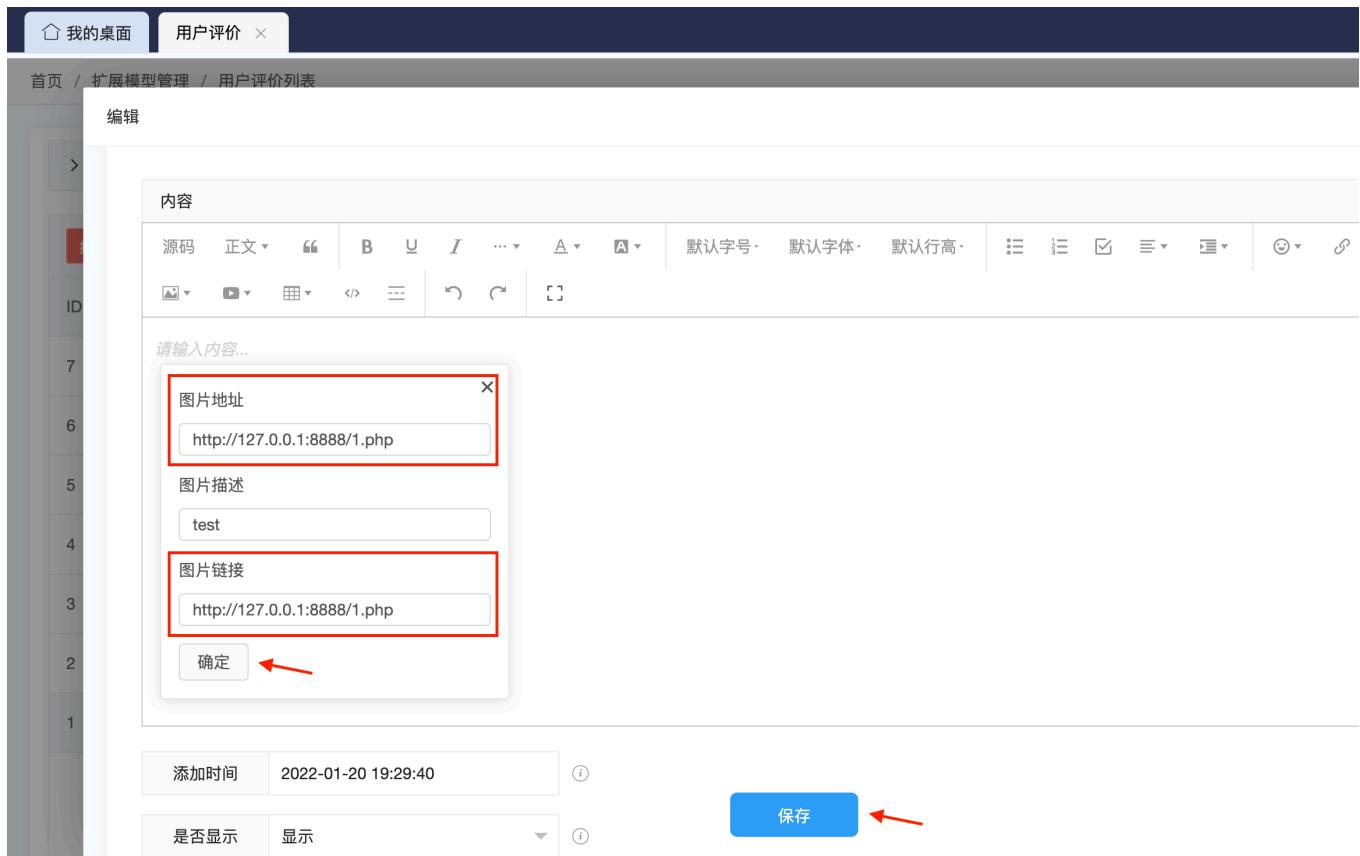 我的桌面 用户评价
首页 / 扩展模型管理 / 用户评价列表
编辑
内容
源码 正文 B U I ... A A 默认字号 默认字体 默认行高
请输入内容...
ID
7
6
5
4
3
2
1
图片地址
http://127.0.0.1:8888/1.php
图片描述
test
图片链接
http://127.0.0.1:8888/1.php
确定
添加时间 2022-01-20 19:29:40
保存
是否显示 显示